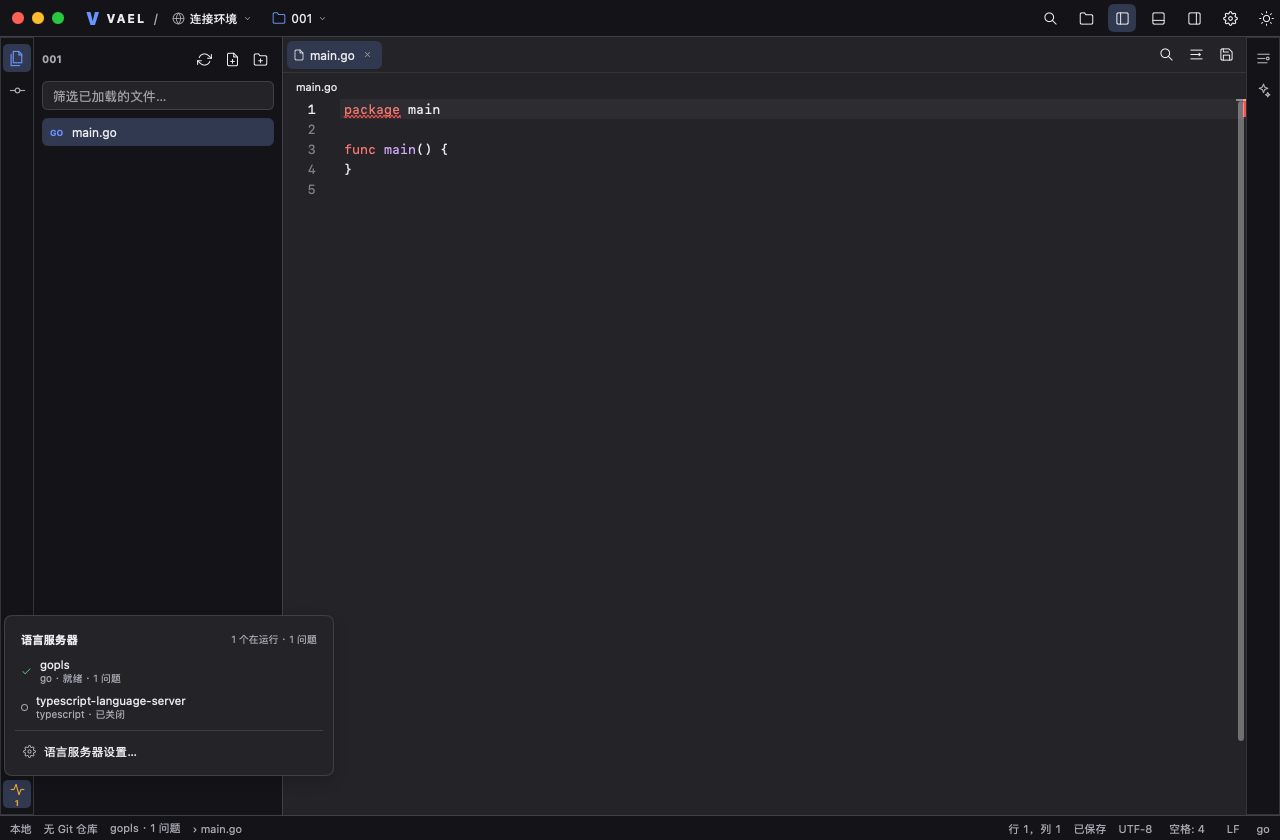 VAEL / 连接环境 001
001
筛选已加载的文件...
GO main.go
main.go ×
main.go
1 package main
2
3 func main() {
4 }
5
语言服务器 1 个在运行 · 1 问题
gopls
go · 就绪 · 1 问题
typescript-language-server
typescript · 已关闭
语言服务器设置...
1
本地 无 Git 仓库 gopls · 1 问题 › main.go 行 1，列 1 已保存 UTF-8 空格: 4 LF go